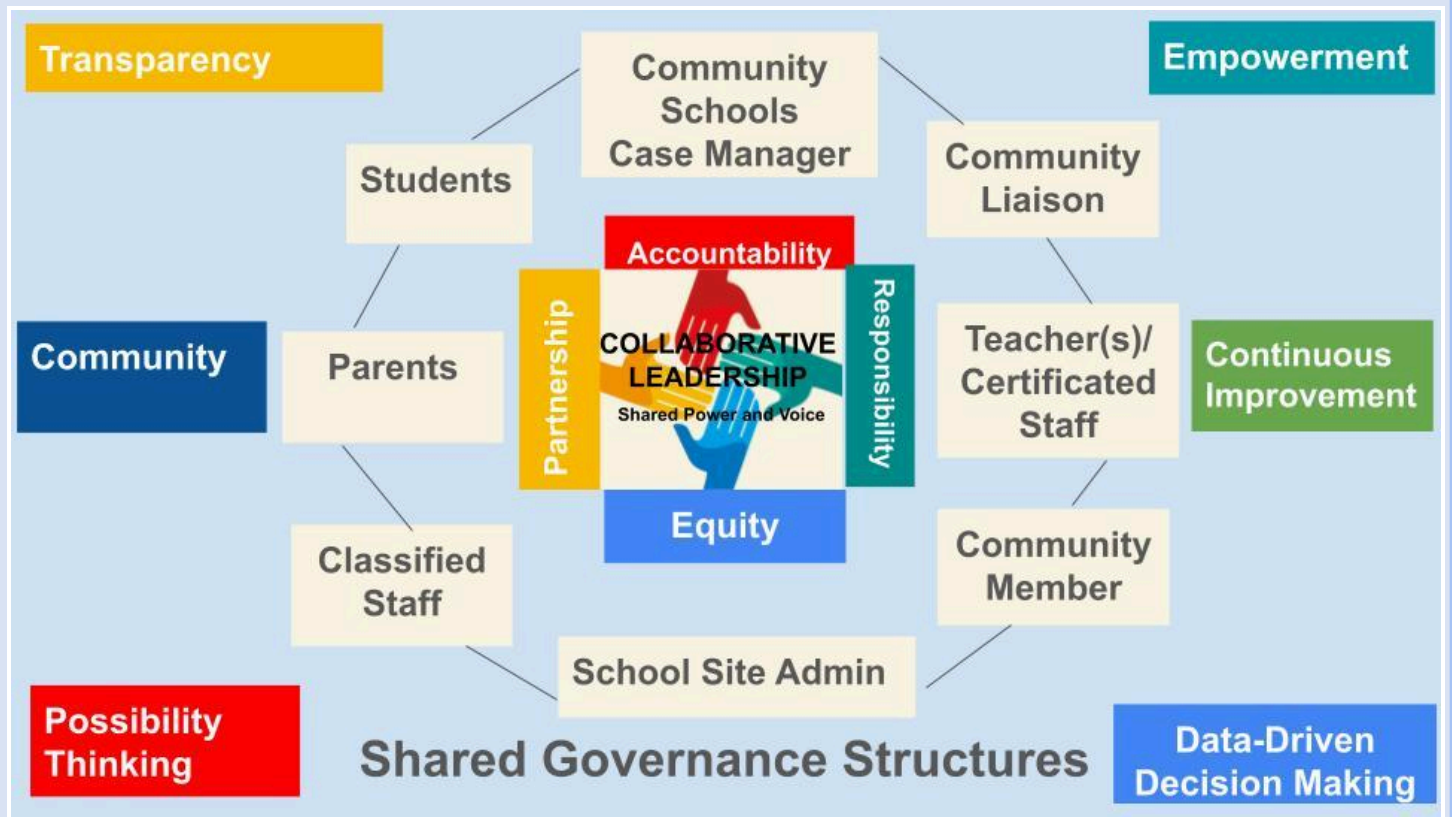 Transparency
Empowerment
Community
Schools
Case Manager
Students
Community
Liaison
Accountability
Partnership
COLLABORATIVE
LEADERSHIP
Shared Power and Voice
Responsibility
Equity
Community
Parents
Teacher(s)/
Certificated
Staff
Continuous
Improvement
Classified
Staff
Community
Member
School Site Admin
Possibility
Thinking
Shared Governance Structures
Data-Driven
Decision Making